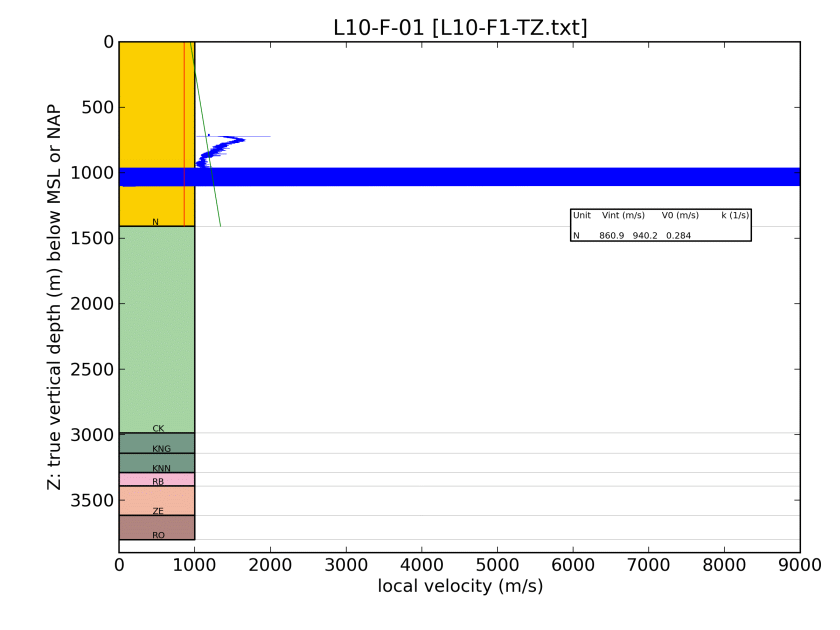 L10-F-01 [L10-F1-TZ.txt]
Z: true vertical depth (m) below MSL or NAP
0
500
1000
1500
2000
2500
3000
3500
N
CK
KNG
KNN
RB
ZE
RO
Unit Vint (m/s) V0 (m/s) k (1/s)
N 860.9 940.2 0.284
0 1000 2000 3000 4000 5000 6000 7000 8000 9000
local velocity (m/s)